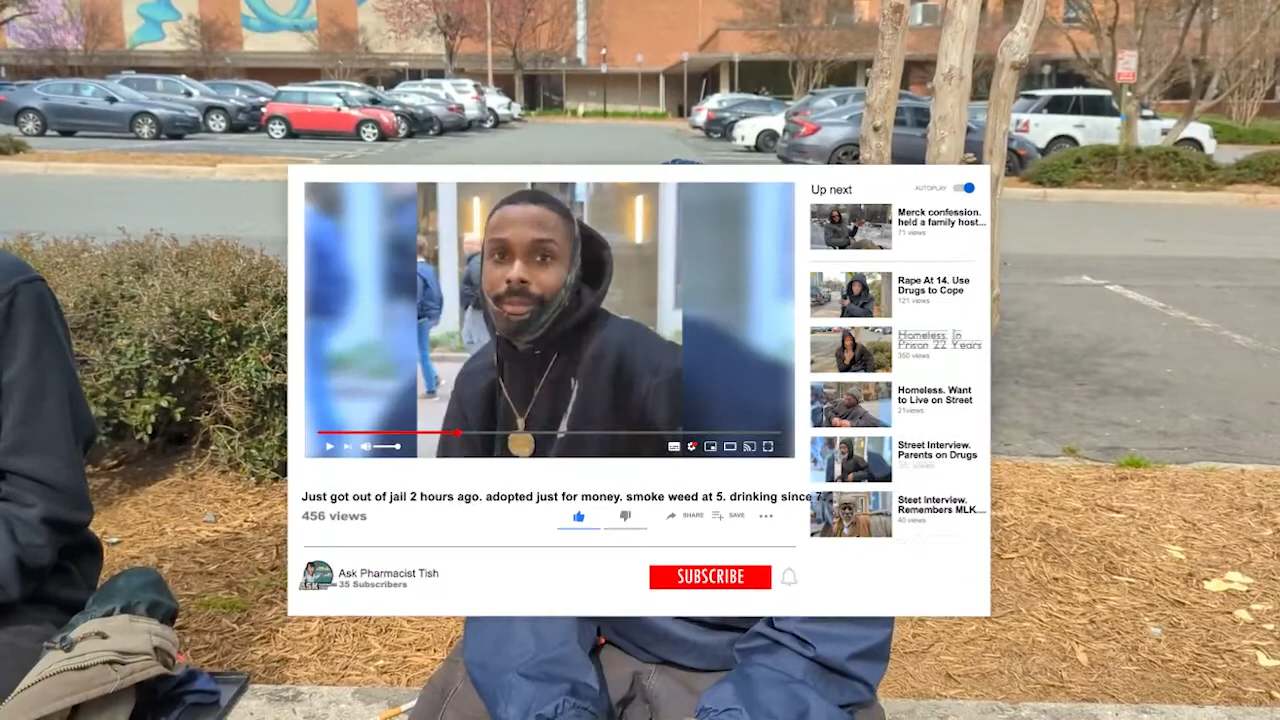 Up next
AUTOPLAY
Merck confession.
held a family host...
71 views
Rape At 14. Use
Drugs to Cope
121 views
Homeless. In
Prison 22 Years
350 views
Homeless. Want
to Live on Street
21views
Street Interview.
Parents on Drugs
views
Steet Interview.
Remembers MLK....
40 views
Just got out of jail 2 hours ago. adopted just for money. smoke weed at 5. drinking since 7.
456 views
SHARE
SAVE
Ask Pharmacist Tish
35 Subscribers
ASK
SUBSCRIBE